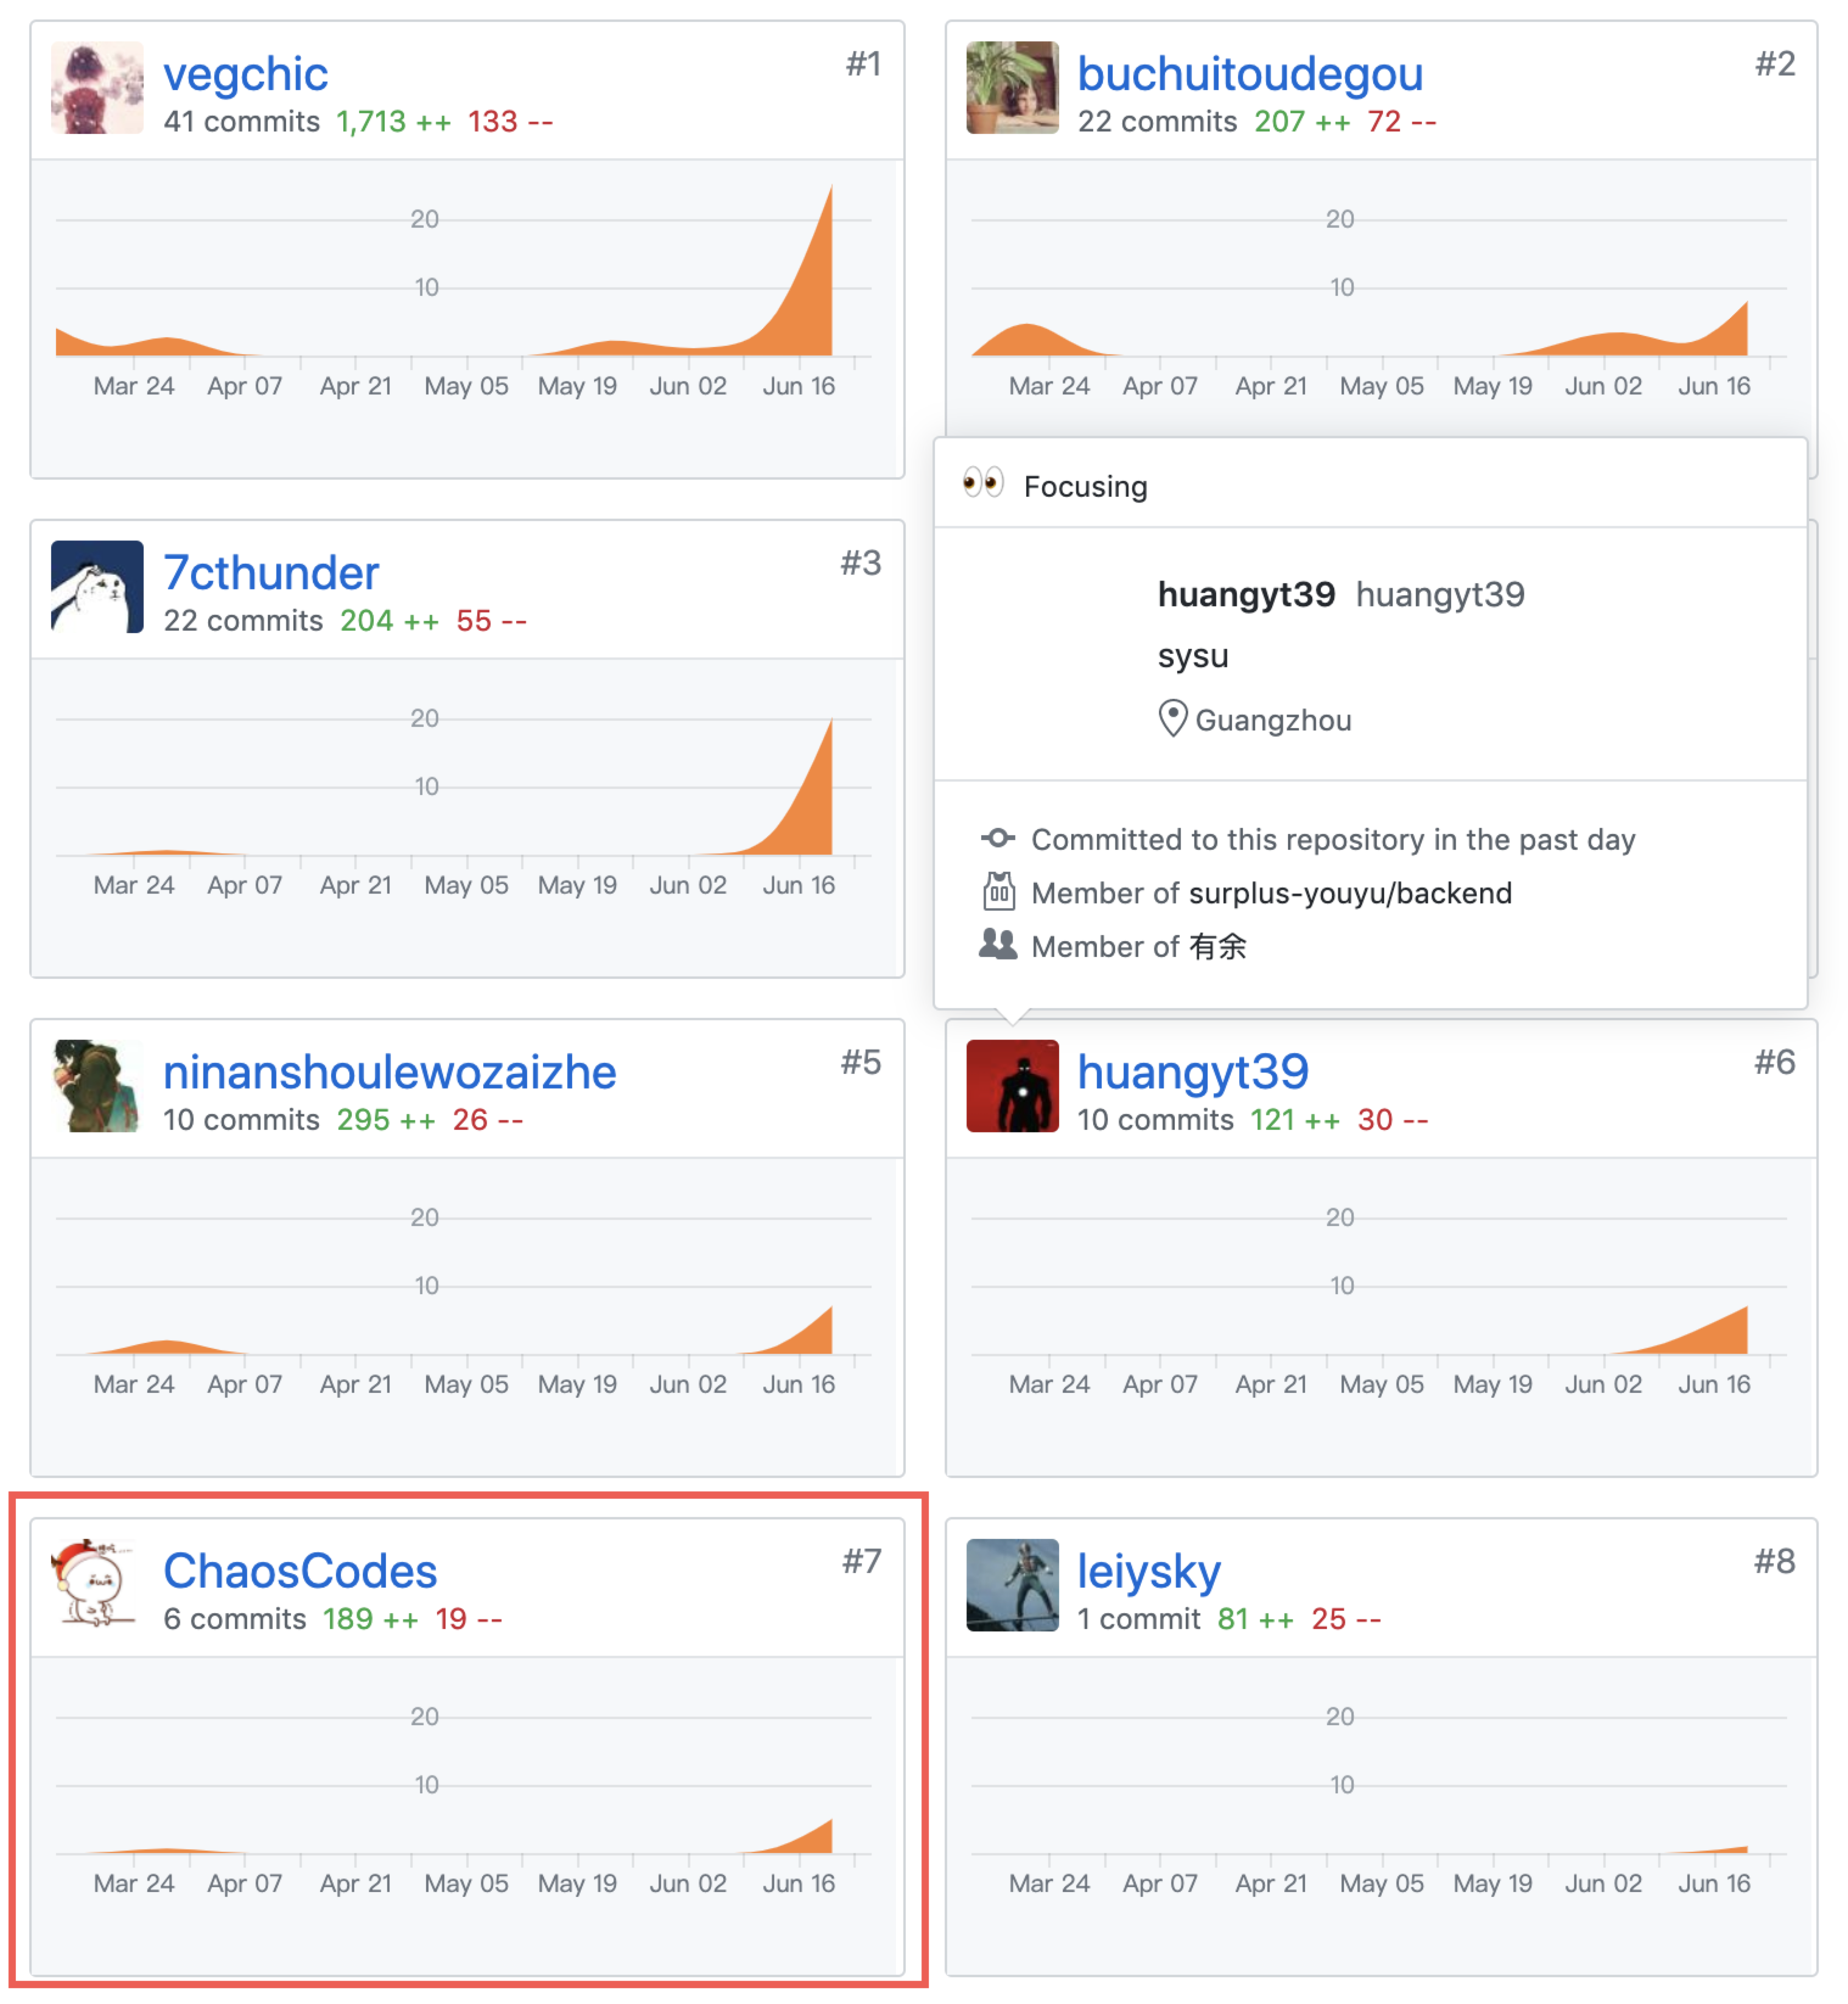 vegchic
#1
41 commits 1,713 ++ 133 --
20
10
Mar 24 Apr 07 Apr 21 May 05 May 19 Jun 02 Jun 16
buchuitoudegou
#2
22 commits 207 ++ 72 --
20
10
Mar 24 Apr 07 Apr 21 May 05 May 19 Jun 02 Jun 16
7cthunder
#3
22 commits 204 ++ 55 --
20
10
Mar 24 Apr 07 Apr 21 May 05 May 19 Jun 02 Jun 16
👀 Focusing
huangyt39 huangyt39
sysu
Guangzhou
Committed to this repository in the past day
Member of surplus-youyu/backend
Member of 有余
ninanshoulewozaizhe
#5
10 commits 295 ++ 26 --
20
10
Mar 24 Apr 07 Apr 21 May 05 May 19 Jun 02 Jun 16
huangyt39
#6
10 commits 121 ++ 30 --
20
10
Mar 24 Apr 07 Apr 21 May 05 May 19 Jun 02 Jun 16
ChaosCodes
#7
6 commits 189 ++ 19 --
20
10
Mar 24 Apr 07 Apr 21 May 05 May 19 Jun 02 Jun 16
leiysky
#8
1 commit 81 ++ 25 --
20
10
Mar 24 Apr 07 Apr 21 May 05 May 19 Jun 02 Jun 16